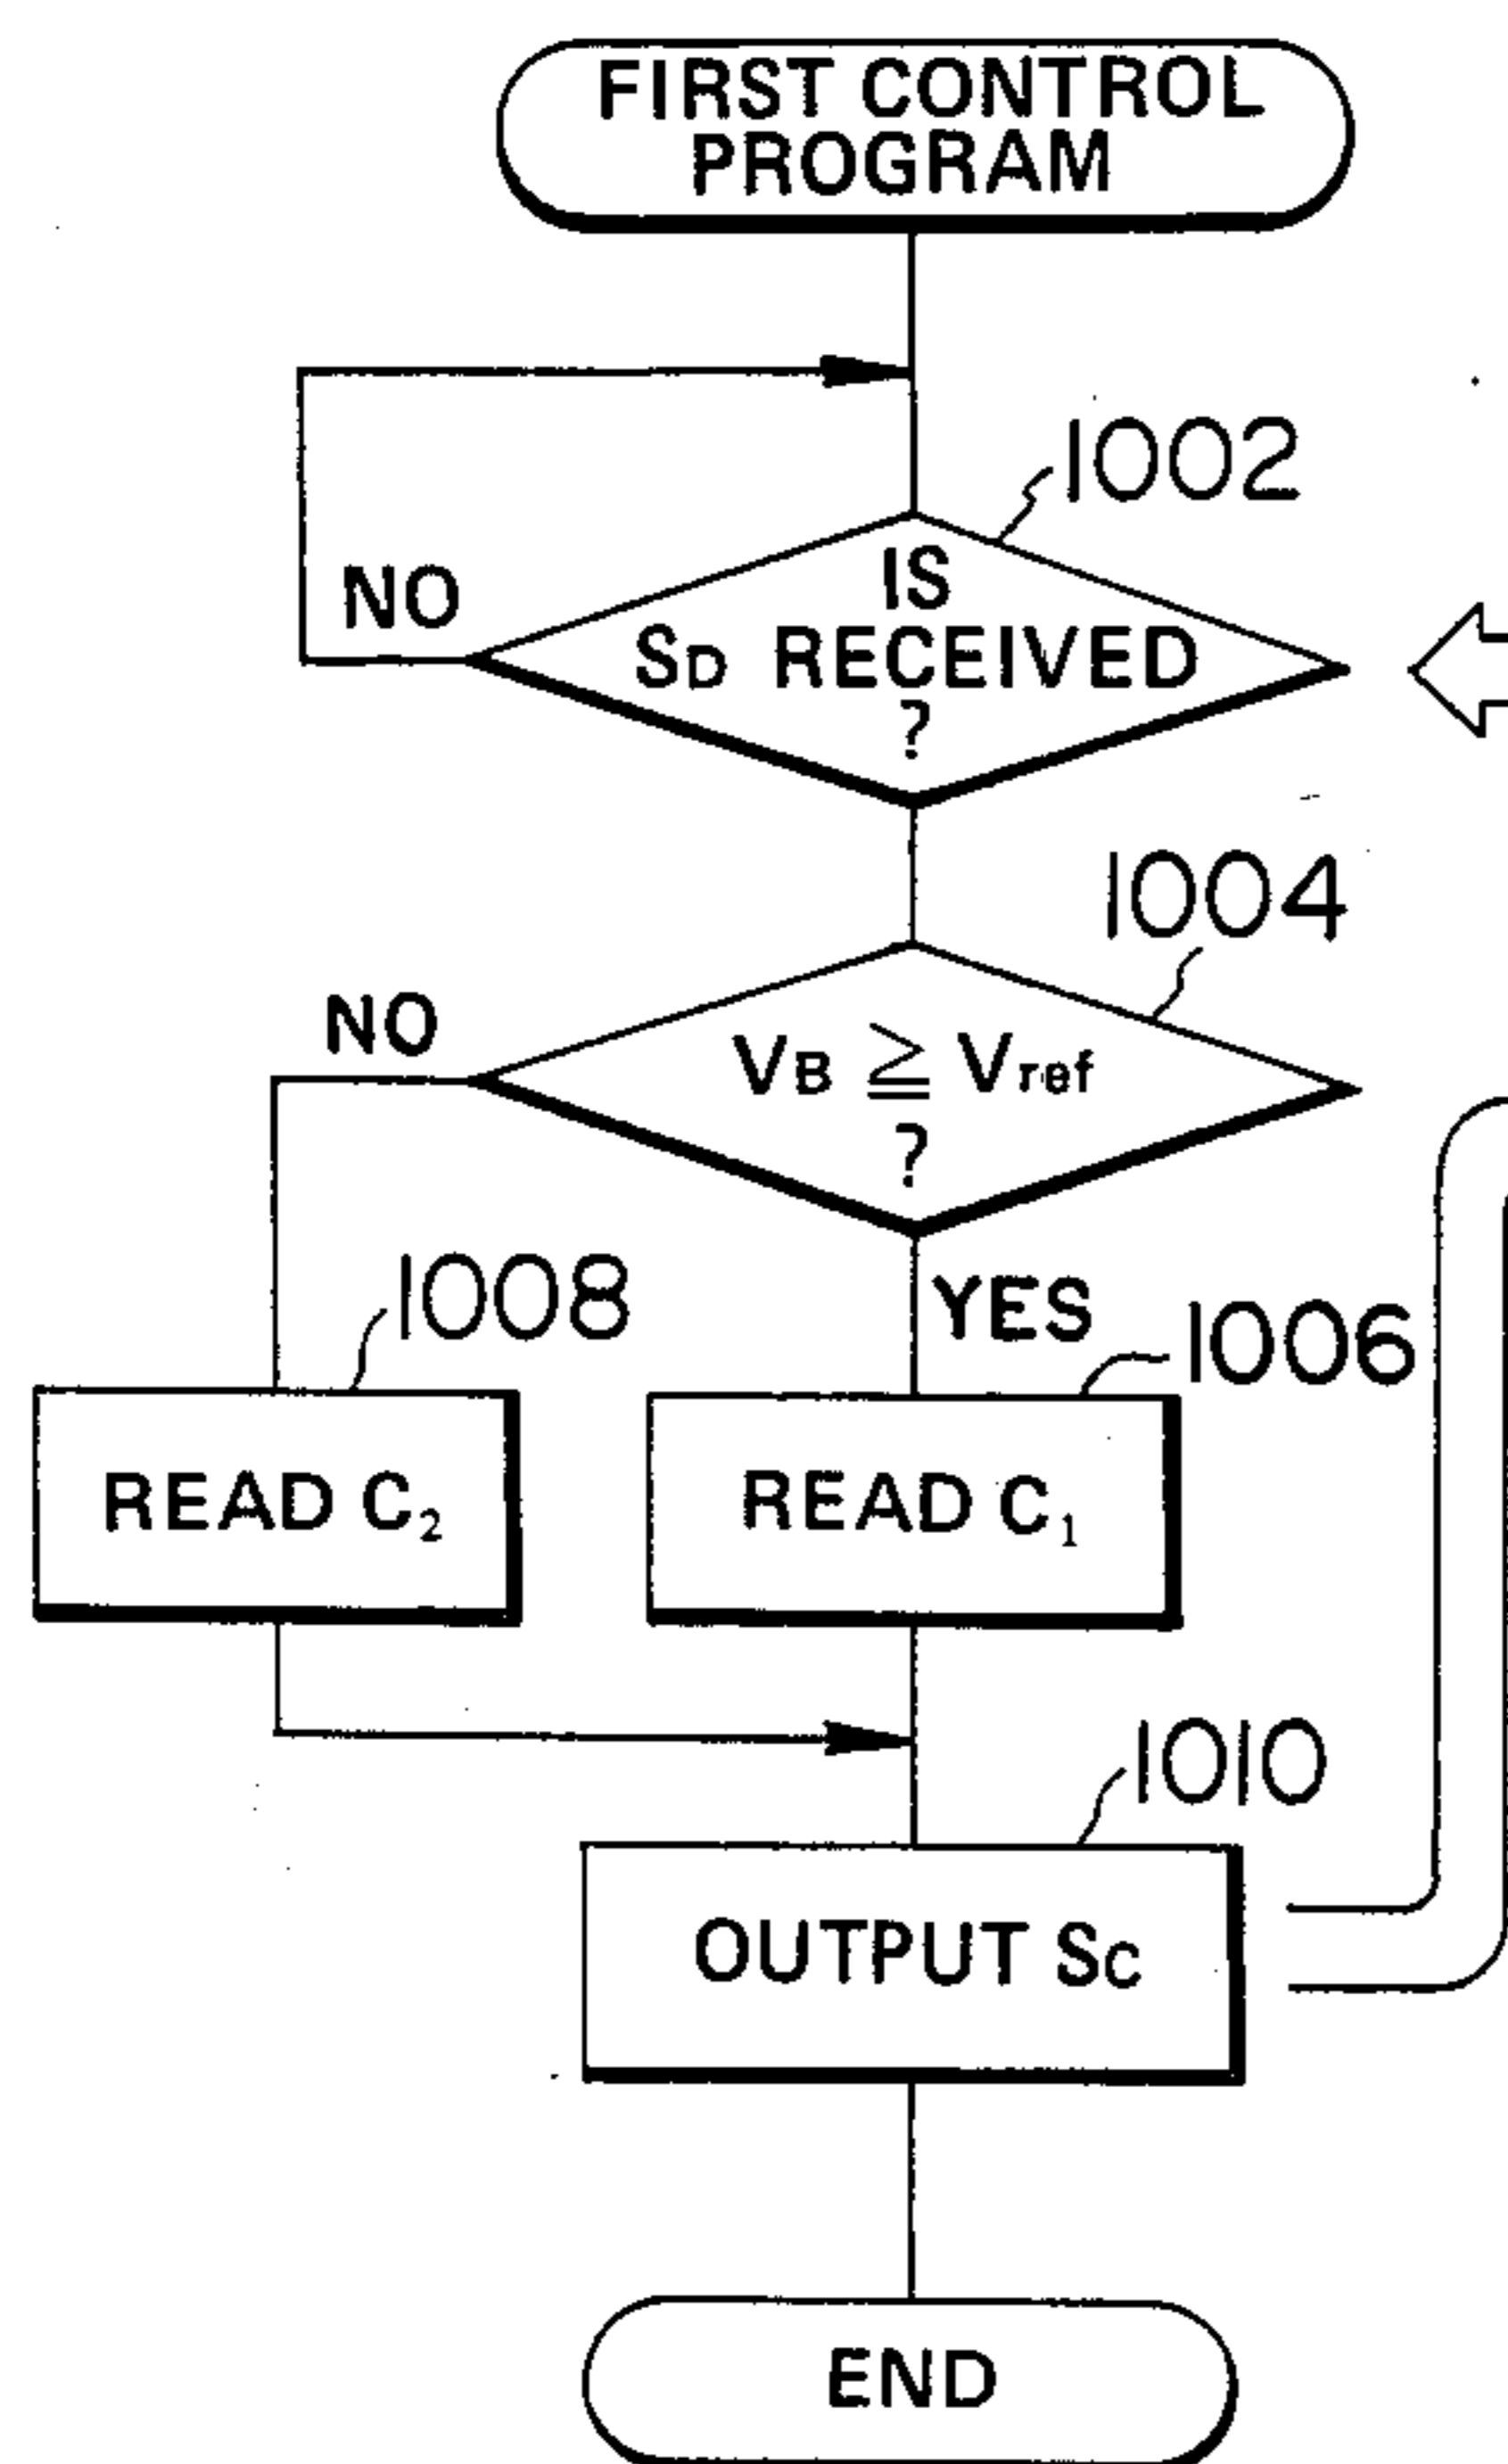 FIRST CONTROL
PROGRAM
1002
NO
IS
SD RECEIVED
?
1004
NO
VB ≧ Vref
?
1008
YES
1006
READ C₂
READ C₁
1010
OUTPUT SC
END